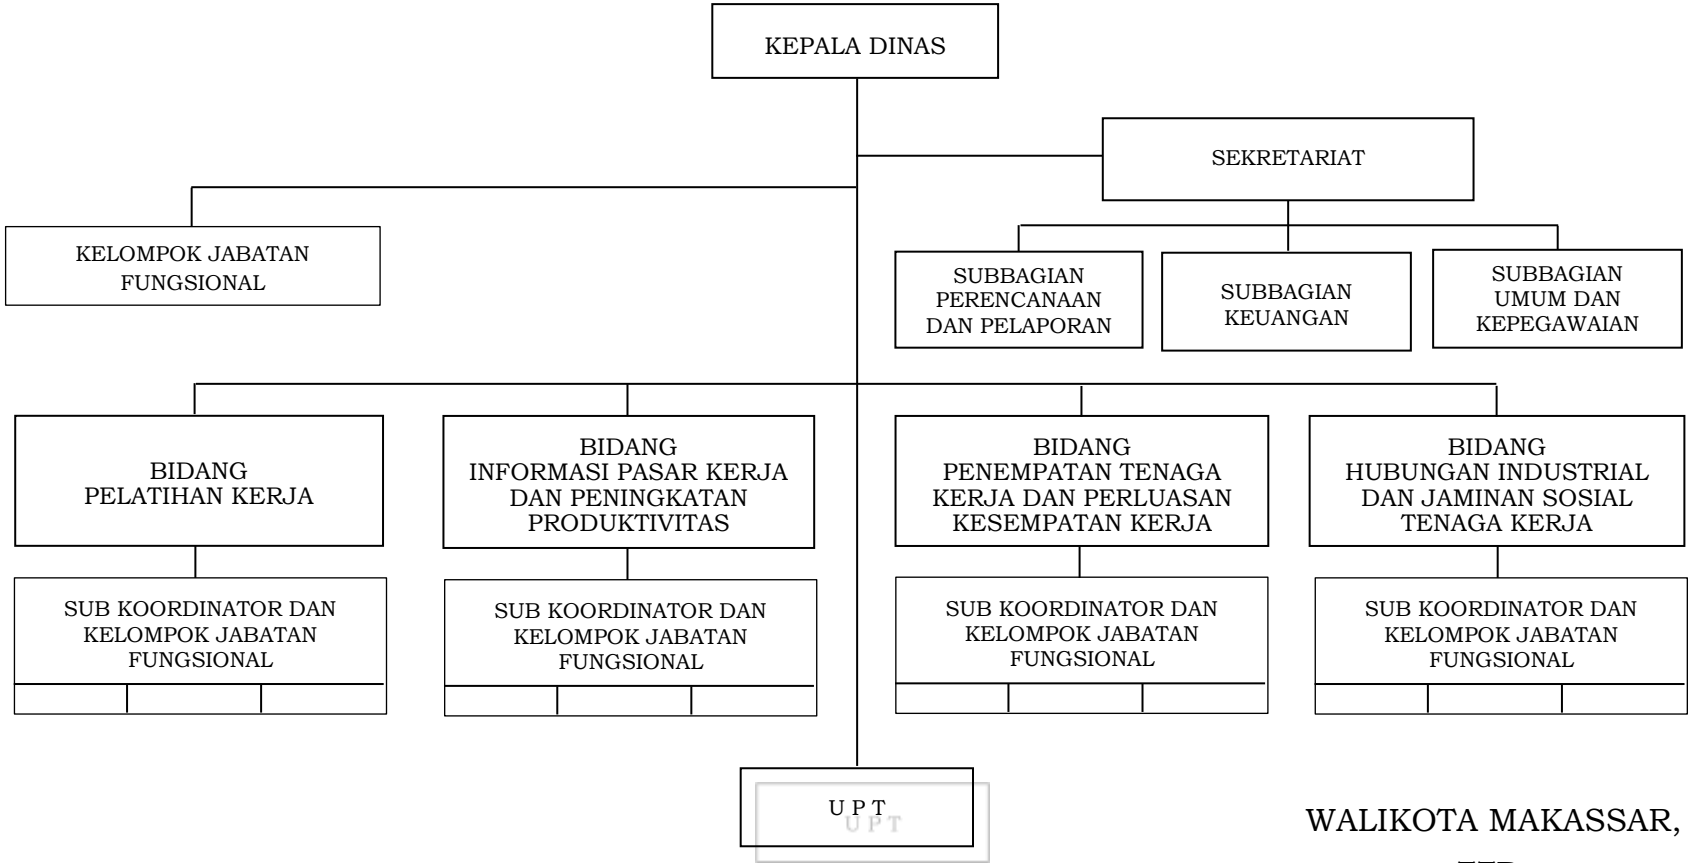 KEPALA DINAS
SEKRETARIAT
KELOMPOK JABATAN
FUNGSIONAL
SUBBAGIAN
PERENCANAAN
DAN PELAPORAN
SUBBAGIAN
KEUANGAN
SUBBAGIAN
UMUM DAN
KEPEGAWAIAN
BIDANG
PELATIHAN KERJA
BIDANG
INFORMASI PASAR KERJA
DAN PENINGKATAN
PRODUKTIVITAS
BIDANG
PENEMPATAN TENAGA
KERJA DAN PERLUASAN
KESEMPATAN KERJA
BIDANG
HUBUNGAN INDUSTRIAL
DAN JAMINAN SOSIAL
TENAGA KERJA
SUB KOORDINATOR DAN
KELOMPOK JABATAN
FUNGSIONAL
SUB KOORDINATOR DAN
KELOMPOK JABATAN
FUNGSIONAL
SUB KOORDINATOR DAN
KELOMPOK JABATAN
FUNGSIONAL
SUB KOORDINATOR DAN
KELOMPOK JABATAN
FUNGSIONAL
U P T
U P T
WALIKOTA MAKASSAR,